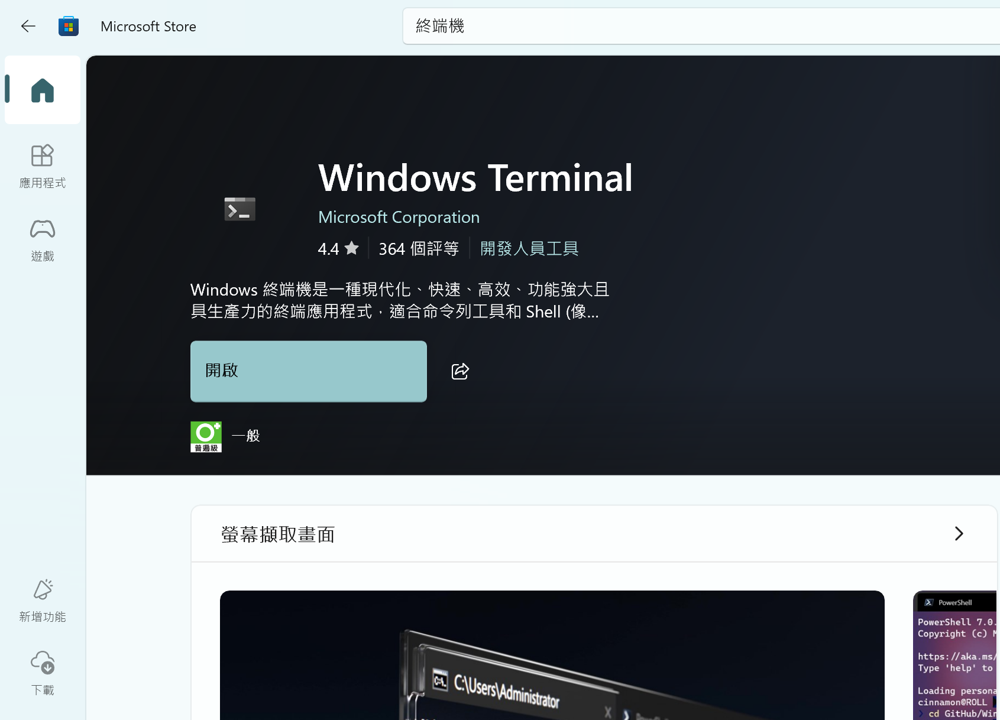 Microsoft Store
終端機
應用程式
遊戲
新增功能
下載
Windows Terminal
Microsoft Corporation
4.4 ★ 364 個評等 開發人員工具
Windows 終端機是一種現代化、快速、高效、功能強大且
具生產力的終端應用程式，適合命令列工具和 Shell (像...
開啟
普遍級
一般
螢幕擷取畫面
C:\Users\Administrator
PowerShell
PowerShell 7.0.
Copyright (c)
https://aka.ms/
Type 'help' to
Loading persona
cinnamon@ROLL
cd GitHub/Win